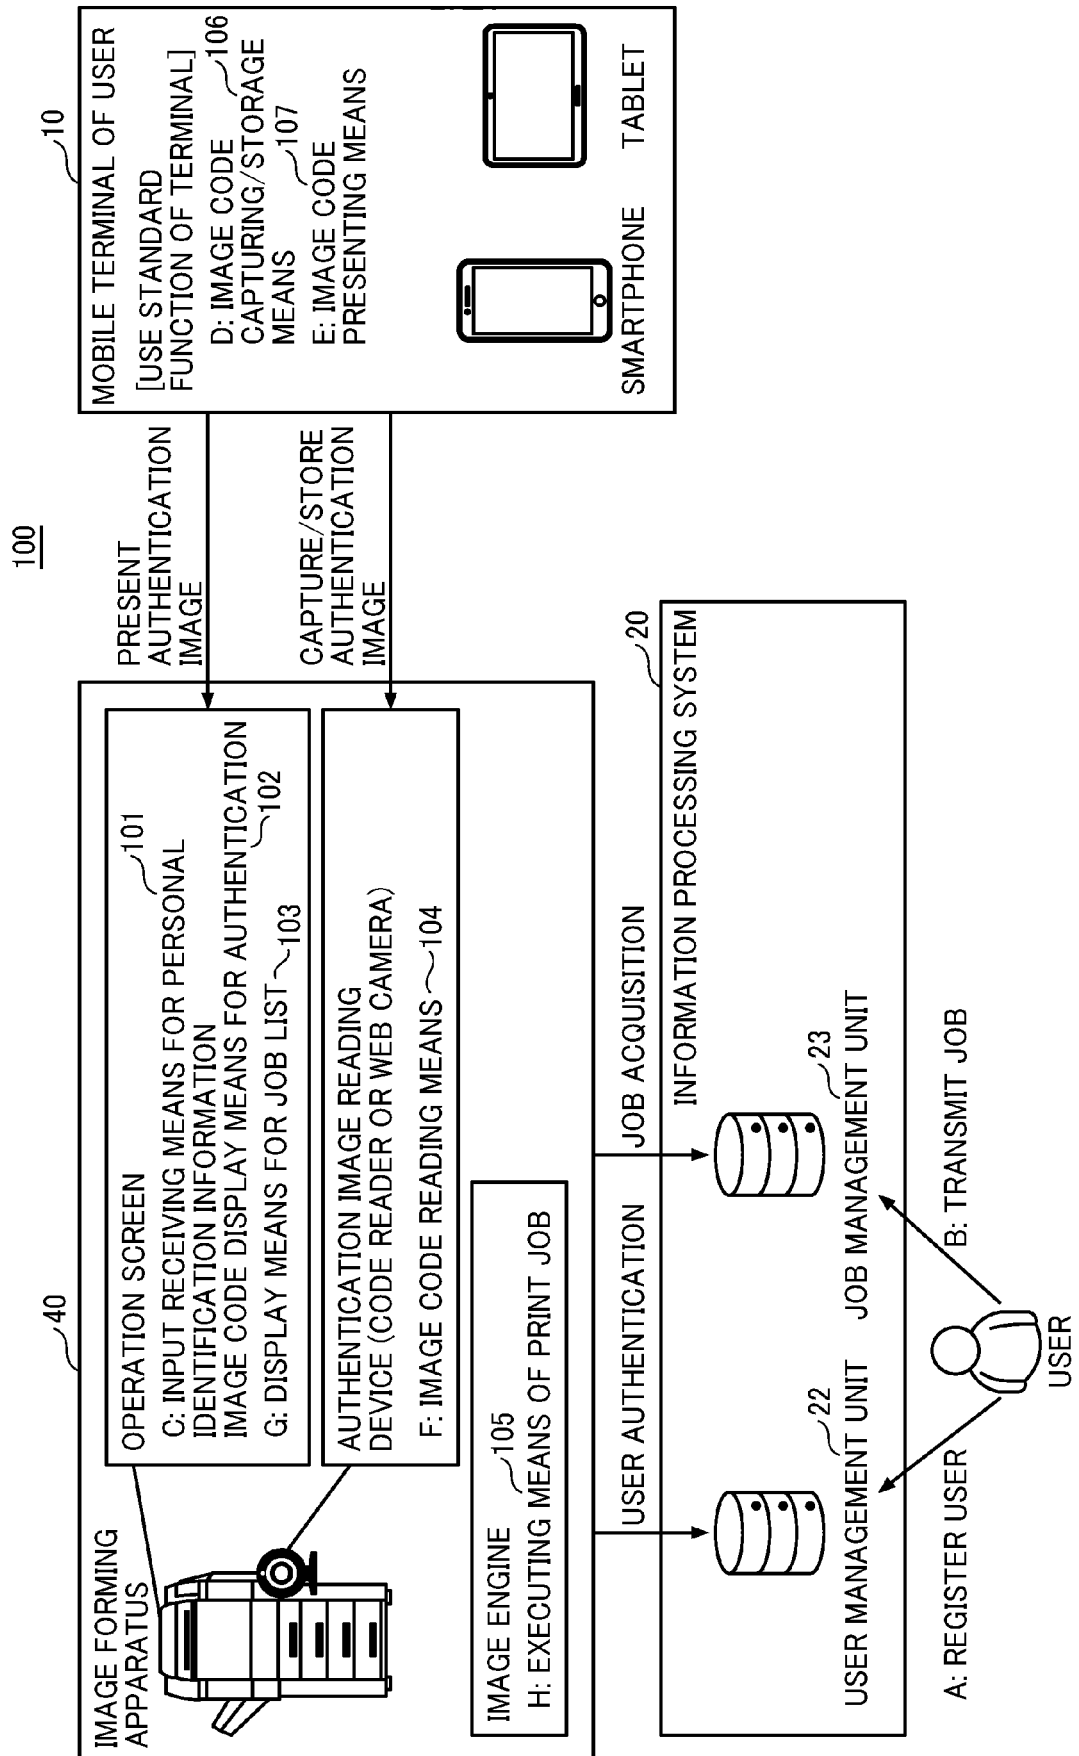 100
40
IMAGE FORMING
APPARATUS
OPERATION SCREEN
101
C: INPUT RECEIVING MEANS FOR PERSONAL
IDENTIFICATION INFORMATION
IMAGE CODE DISPLAY MEANS FOR AUTHENTICATION
102
G: DISPLAY MEANS FOR JOB LIST
103
AUTHENTICATION IMAGE READING
DEVICE (CODE READER OR WEB CAMERA)
F: IMAGE CODE READING MEANS
104
IMAGE ENGINE
105
H: EXECUTING MEANS OF PRINT JOB
PRESENT
AUTHENTICATION
IMAGE
CAPTURE/STORE
AUTHENTICATION
IMAGE
10
MOBILE TERMINAL OF USER
[USE STANDARD
FUNCTION OF TERMINAL]
D: IMAGE CODE
106
CAPTURING/STORAGE
MEANS
107
E: IMAGE CODE
PRESENTING MEANS
SMARTPHONE
TABLET
USER AUTHENTICATION
JOB ACQUISITION
20
INFORMATION PROCESSING SYSTEM
22
USER MANAGEMENT UNIT
23
JOB MANAGEMENT UNIT
A: REGISTER USER
B: TRANSMIT JOB
USER